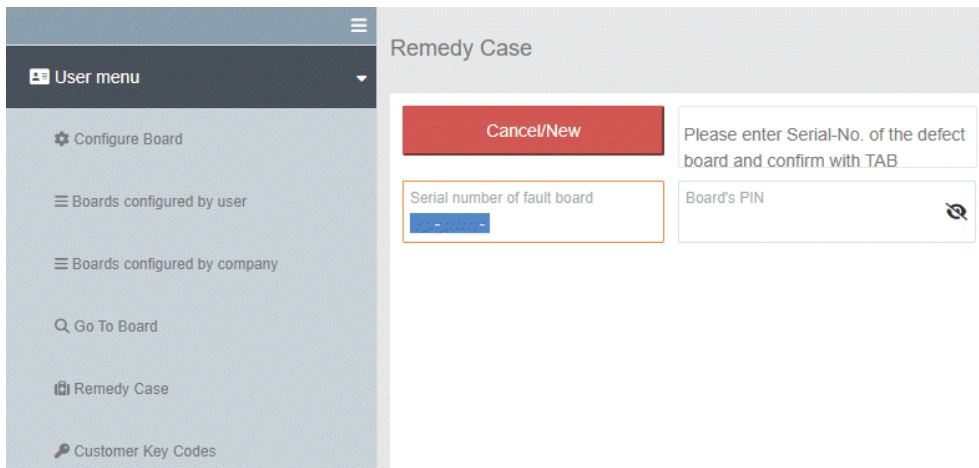 User menu
Configure Board
Boards configured by user
Boards configured by company
Go To Board
Remedy Case
Customer Key Codes
Remedy Case
Cancel/New
Please enter Serial-No. of the defect
board and confirm with TAB
Serial number of fault board
Board's PIN